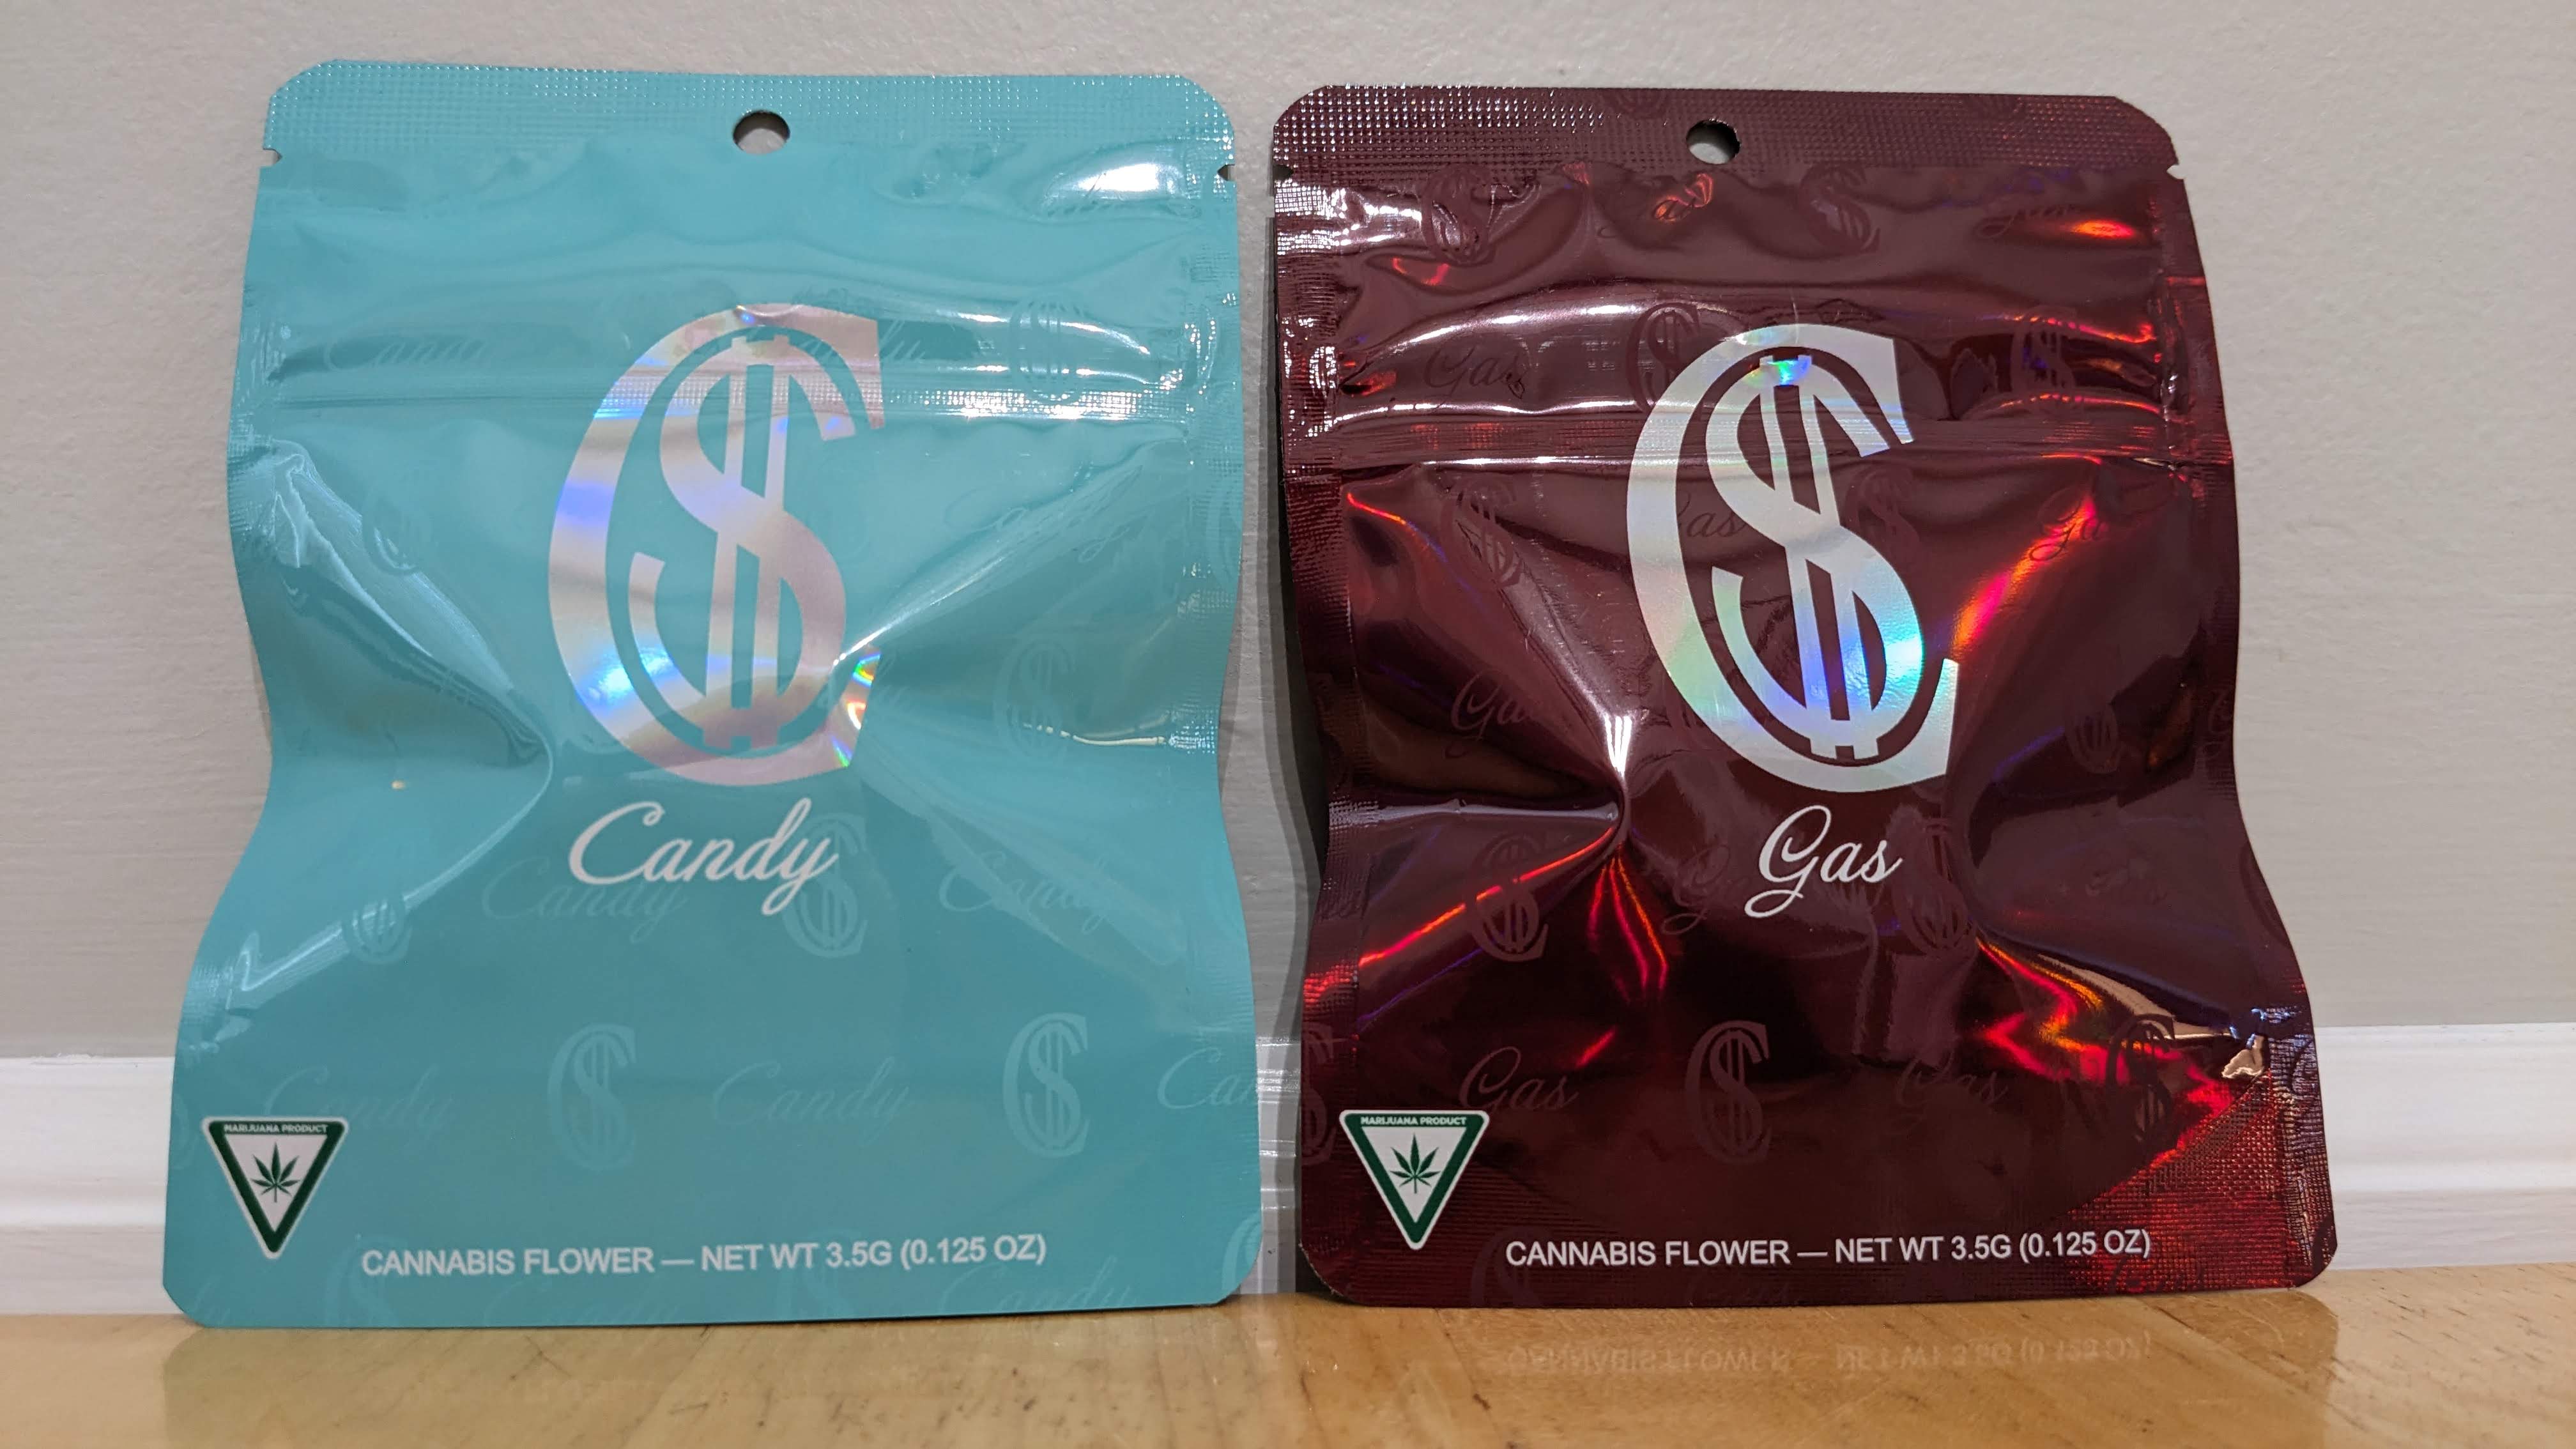 Candy
MARIJUANA PRODUCT
CANNABIS FLOWER — NET WT 3.5G (0.125 OZ)
Gas
MARIJUANA PRODUCT
CANNABIS FLOWER — NET WT 3.5G (0.125 OZ)